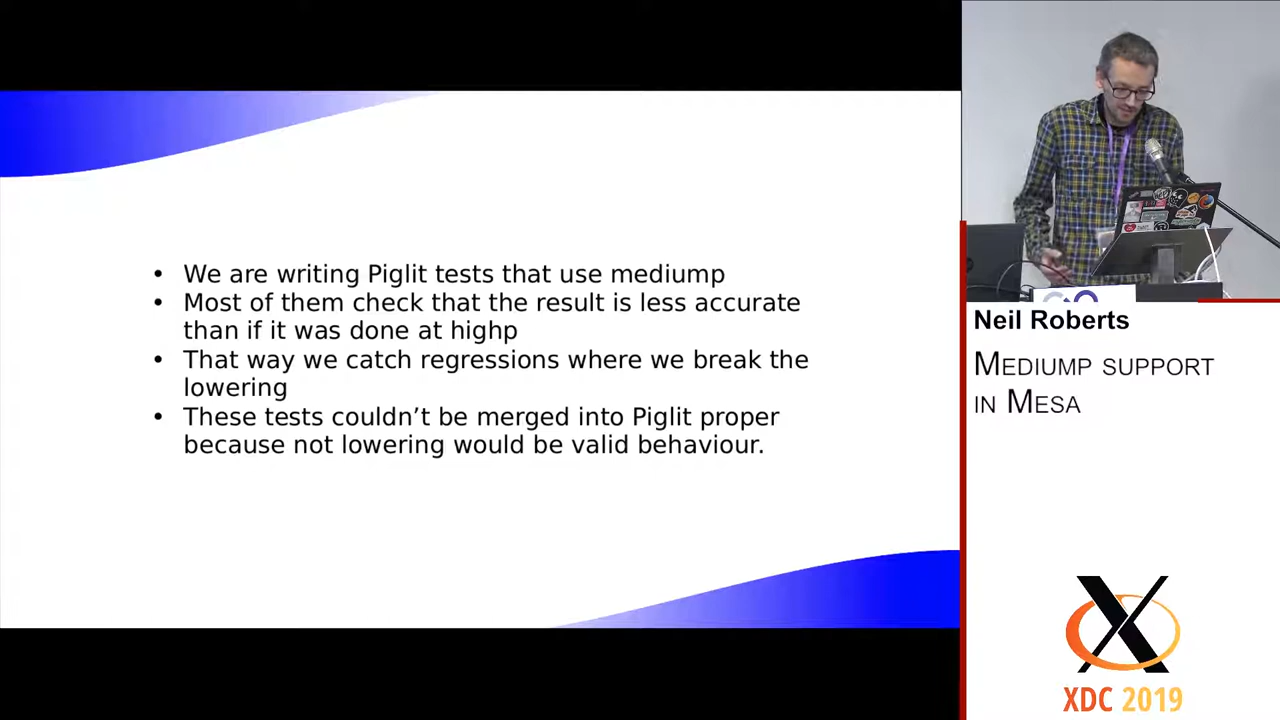 • We are writing Piglit tests that use mediump
• Most of them check that the result is less accurate
than if it was done at highp
• That way we catch regressions where we break the
lowering
• These tests couldn’t be merged into Piglit proper
because not lowering would be valid behaviour.
Neil Roberts
Mediump support
in Mesa
XDC 2019